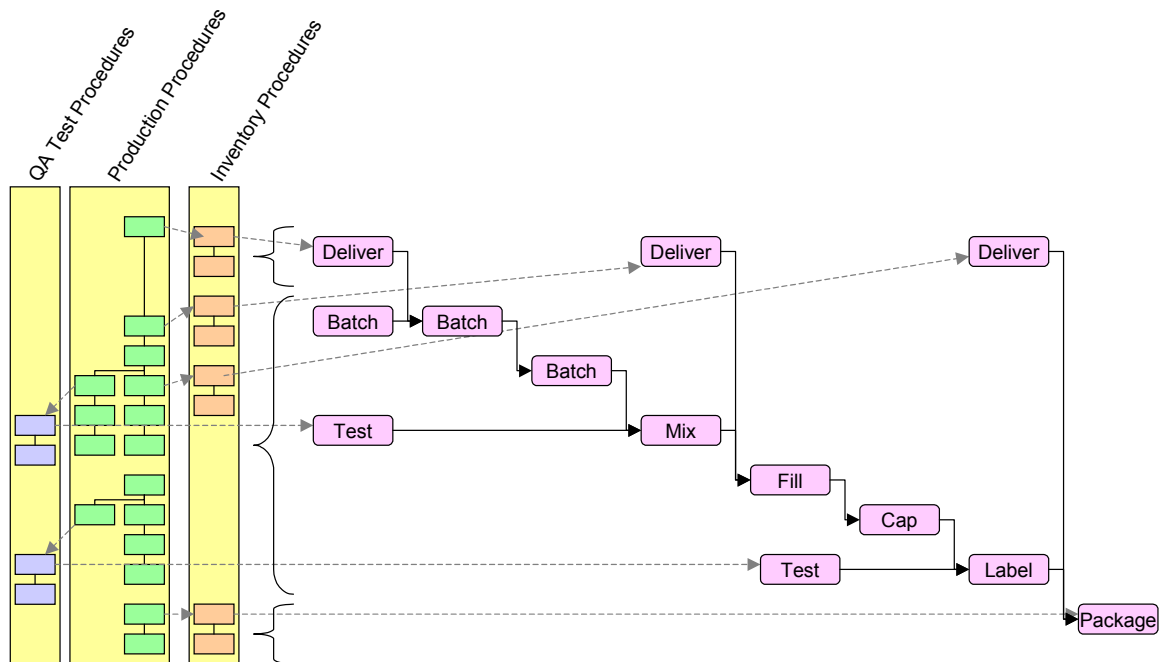 QA Test Procedures
Production Procedures
Inventory Procedures
Deliver
Deliver
Deliver
Batch
Batch
Batch
Test
Mix
Fill
Cap
Test
Label
Package